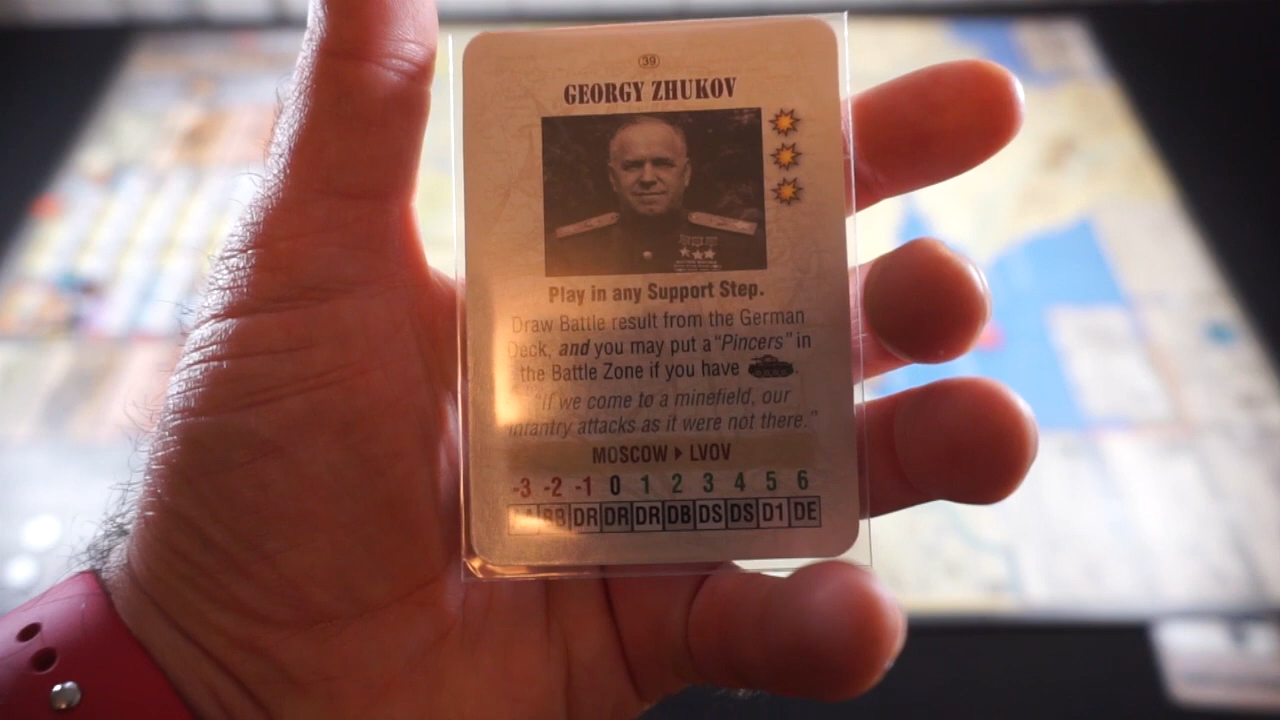 39
GEORGY ZHUKOV
Play in any Support Step.
Draw Battle result from the German
Deck, and you may put a "Pincers" in
the Battle Zone if you have .
"If we come to a minefield, our
infantry attacks as it were not there."
MOSCOW ▸ LVOV
-3 -2 -1 0 1 2 3 4 5 6
BB DR DR DR DB DS DS D1 DE